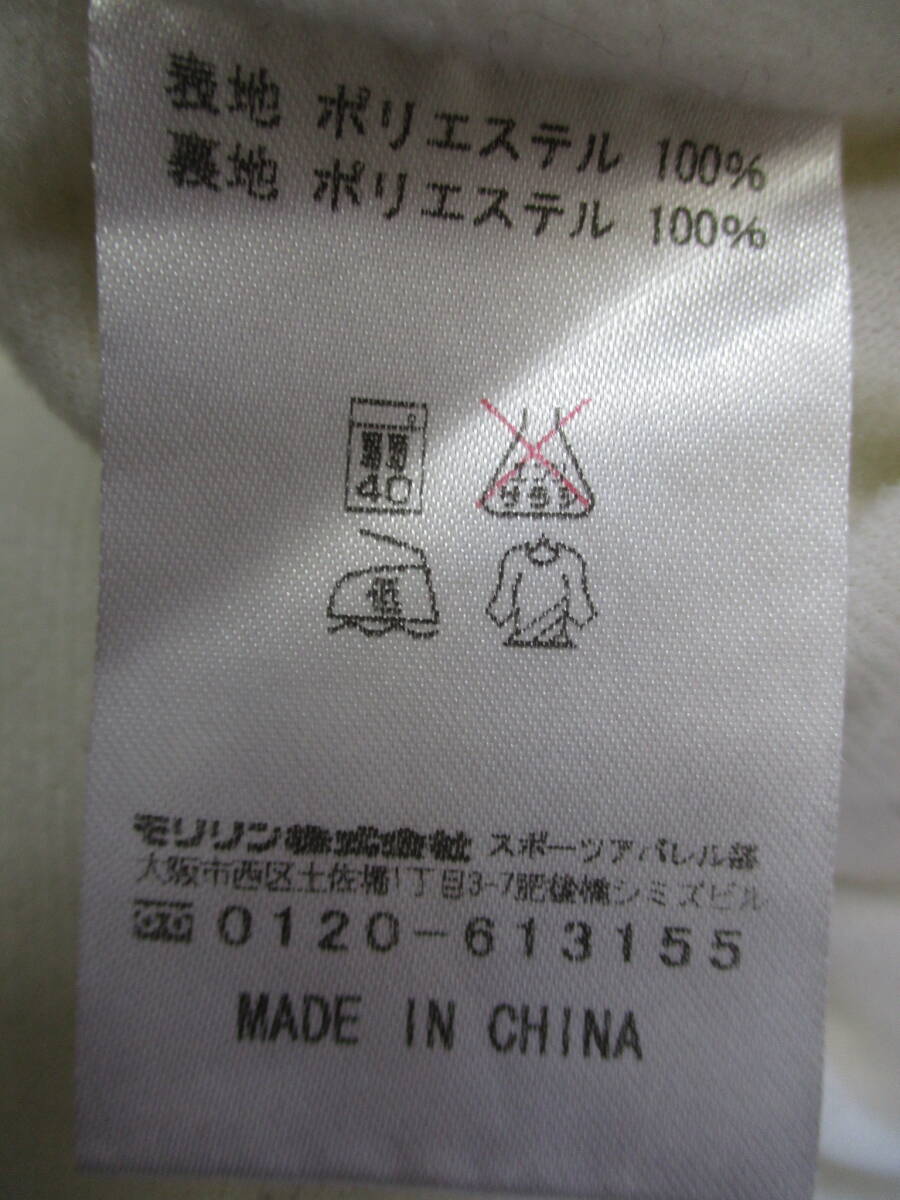 表地 ポリエステル 100%
裏地 ポリエステル 100%
40
低
モリリン株式会社 スポーツアパレル部
大阪市西区土佐堀1丁目3-7肥後橋シミズビル
0120-613155
MADE IN CHINA